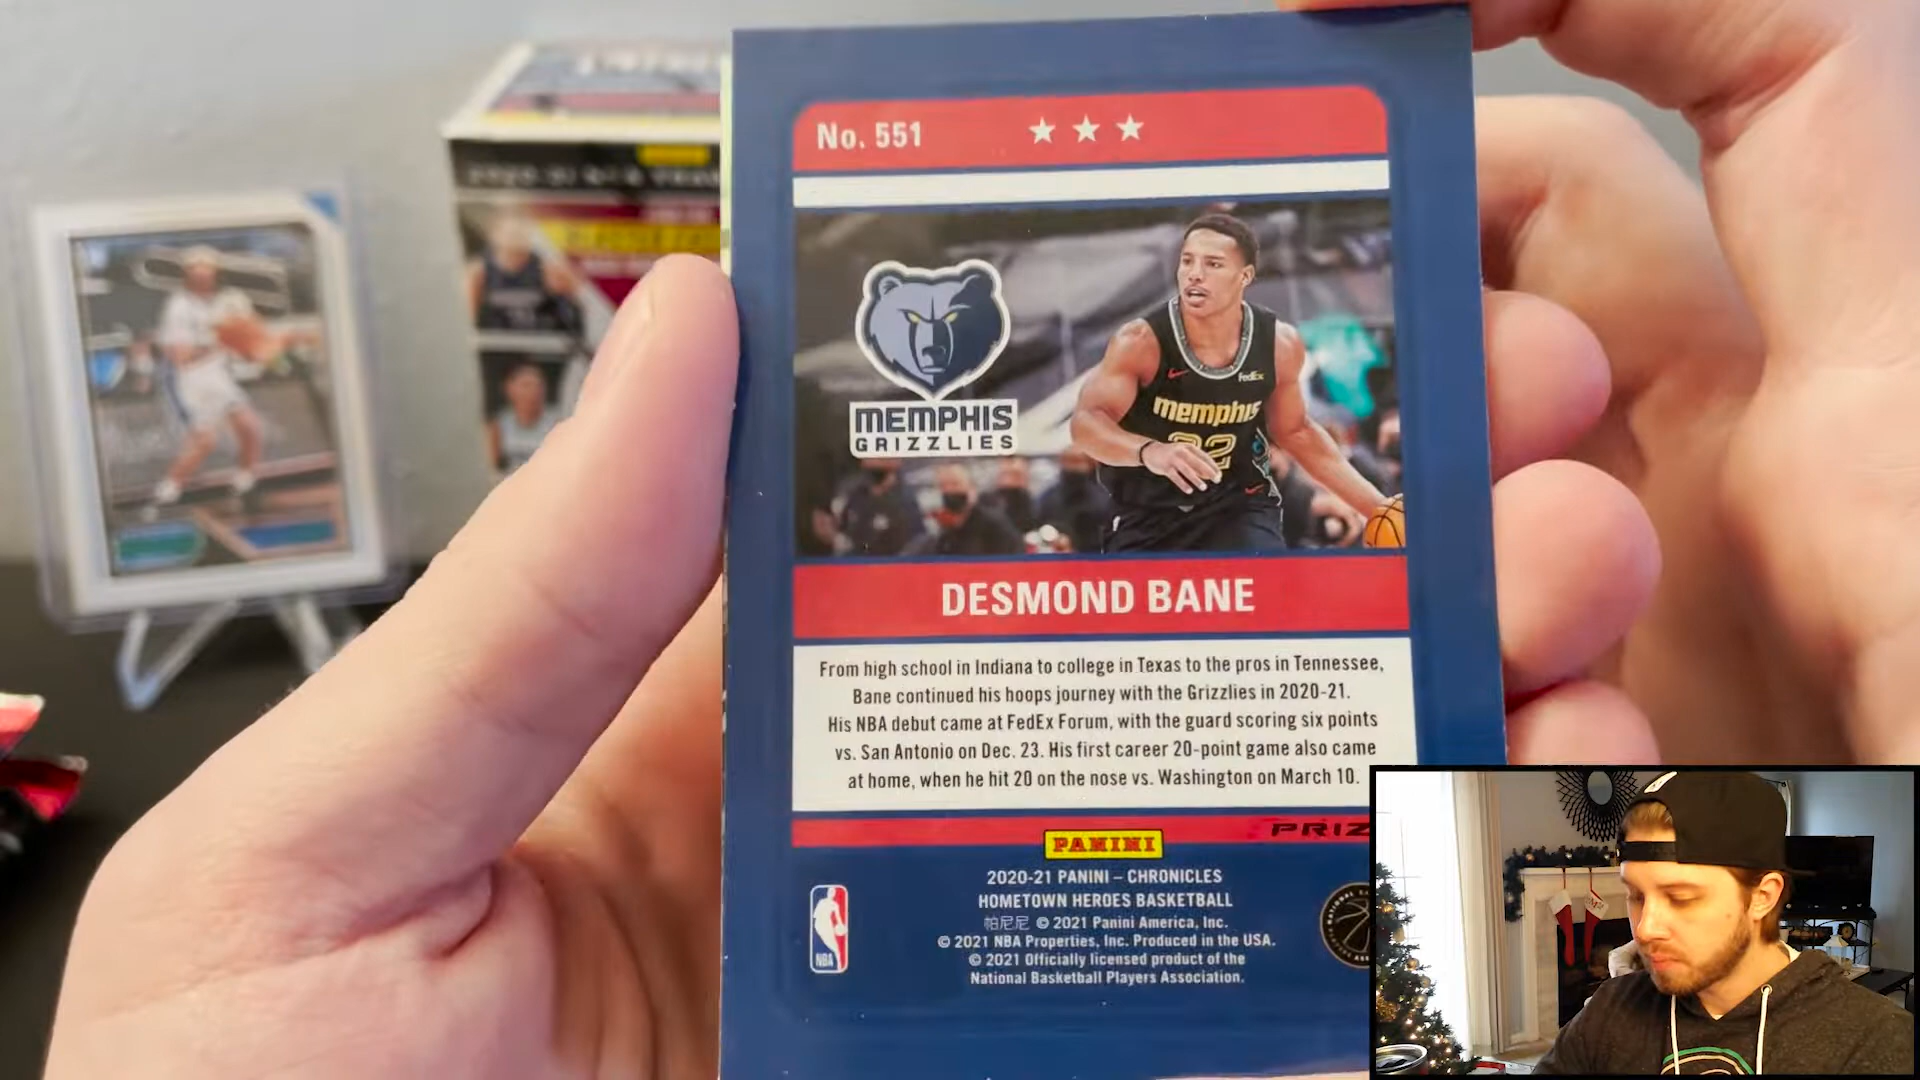 No. 551
MEMPHIS
GRIZZLIES
FedEx
memphis
22
DESMOND BANE
From high school in Indiana to college in Texas to the pros in Tennessee,
Bane continued his hoops journey with the Grizzlies in 2020-21.
His NBA debut came at FedEx Forum, with the guard scoring six points
vs. San Antonio on Dec. 23. His first career 20-point game also came
at home, when he hit 20 on the nose vs. Washington on March 10.
PRIZ
PANINI
2020-21 PANINI – CHRONICLES
HOMETOWN HEROES BASKETBALL
帕尼尼 © 2021 Panini America, Inc.
© 2021 NBA Properties, Inc. Produced in the USA.
© 2021 Officially licensed product of the
National Basketball Players Association.
NBA